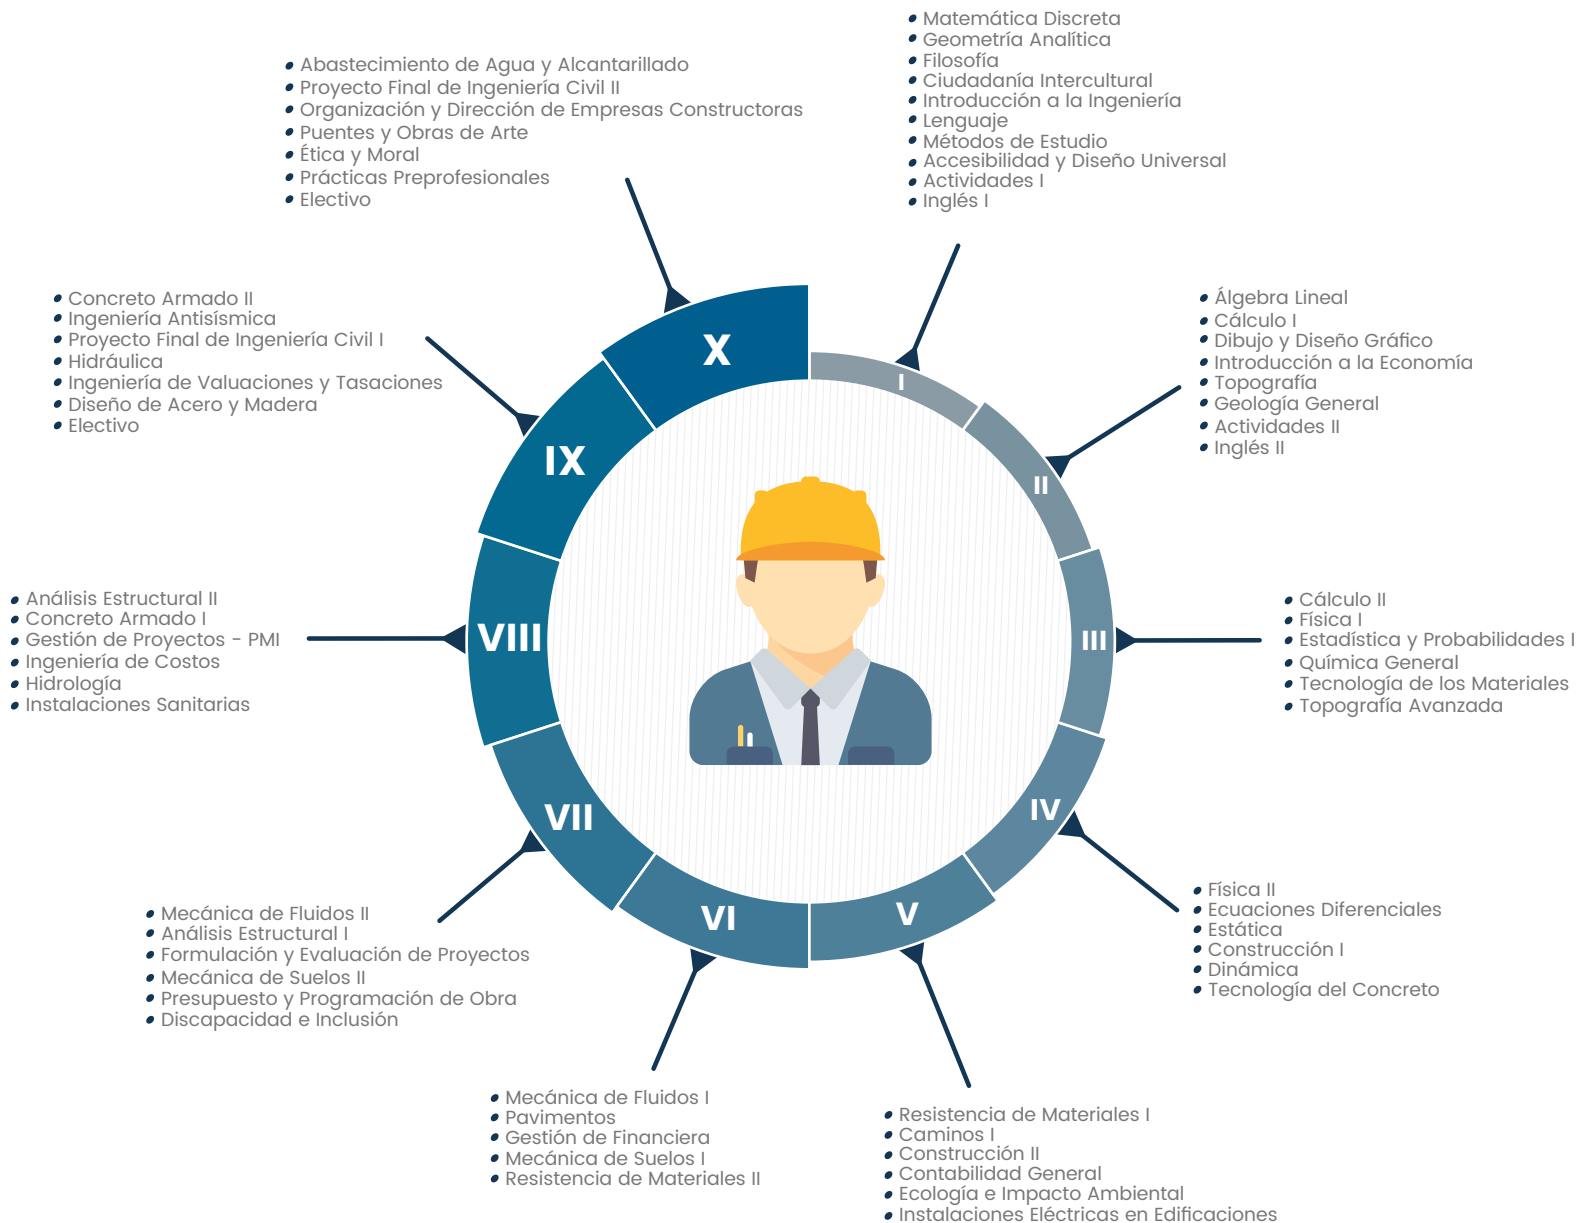 Matemática Discreta
Geometría Analítica
Filosofía
Ciudadanía Intercultural
Introducción a la Ingeniería
Lenguaje
Métodos de Estudio
Accesibilidad y Diseño Universal
Actividades I
Inglés I
I
Álgebra Lineal
Cálculo I
Dibujo y Diseño Gráfico
Introducción a la Economía
Topografía
Geología General
Actividades II
Inglés II
II
Cálculo II
Física I
Estadística y Probabilidades I
Química General
Tecnología de los Materiales
Topografía Avanzada
III
Física II
Ecuaciones Diferenciales
Estática
Construcción I
Dinámica
Tecnología del Concreto
IV
Resistencia de Materiales I
Caminos I
Construcción II
Contabilidad General
Ecología e Impacto Ambiental
Instalaciones Eléctricas en Edificaciones
V
Mecánica de Fluidos I
Pavimentos
Gestión de Financiera
Mecánica de Suelos I
Resistencia de Materiales II
VI
Mecánica de Fluidos II
Análisis Estructural I
Formulación y Evaluación de Proyectos
Mecánica de Suelos II
Presupuesto y Programación de Obra
Discapacidad e Inclusión
VII
Análisis Estructural II
Concreto Armado I
Gestión de Proyectos - PMI
Ingeniería de Costos
Hidrología
Instalaciones Sanitarias
VIII
Concreto Armado II
Ingeniería Antisísmica
Proyecto Final de Ingeniería Civil I
Hidráulica
Ingeniería de Valuaciones y Tasaciones
Diseño de Acero y Madera
Electivo
IX
Abastecimiento de Agua y Alcantarillado
Proyecto Final de Ingeniería Civil II
Organización y Dirección de Empresas Constructoras
Puentes y Obras de Arte
Ética y Moral
Prácticas Preprofesionales
Electivo
X